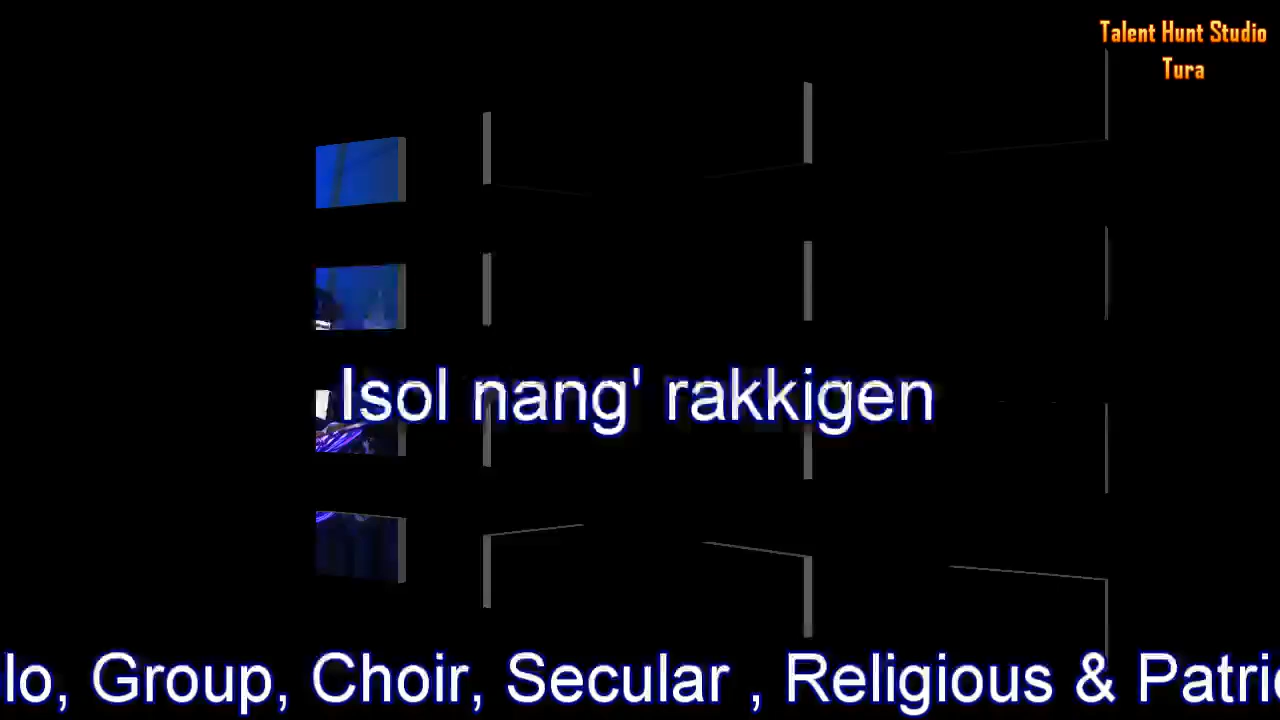 Talent Hunt Studio
Tura
Isol nang' rakkigen
lo, Group, Choir, Secular , Religious & Patri